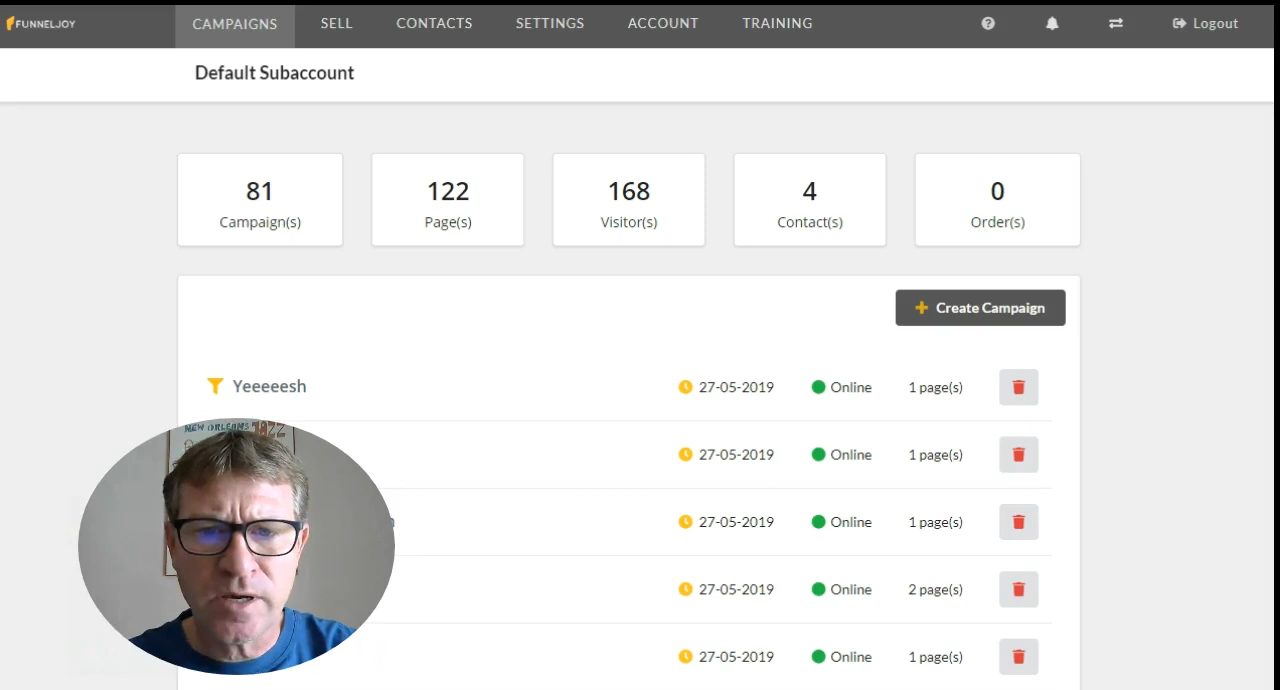 FUNNELJOY CAMPAIGNS SELL CONTACTS SETTINGS ACCOUNT TRAINING Logout
Default Subaccount
81 122 168 4 0
Campaign(s) Page(s) Visitor(s) Contact(s) Order(s)
Create Campaign
Yeeeeesh 27-05-2019 Online 1 page(s)
NEW ORLEANS JAZZ
27-05-2019 Online 1 page(s)
27-05-2019 Online 1 page(s)
27-05-2019 Online 2 page(s)
27-05-2019 Online 1 page(s)